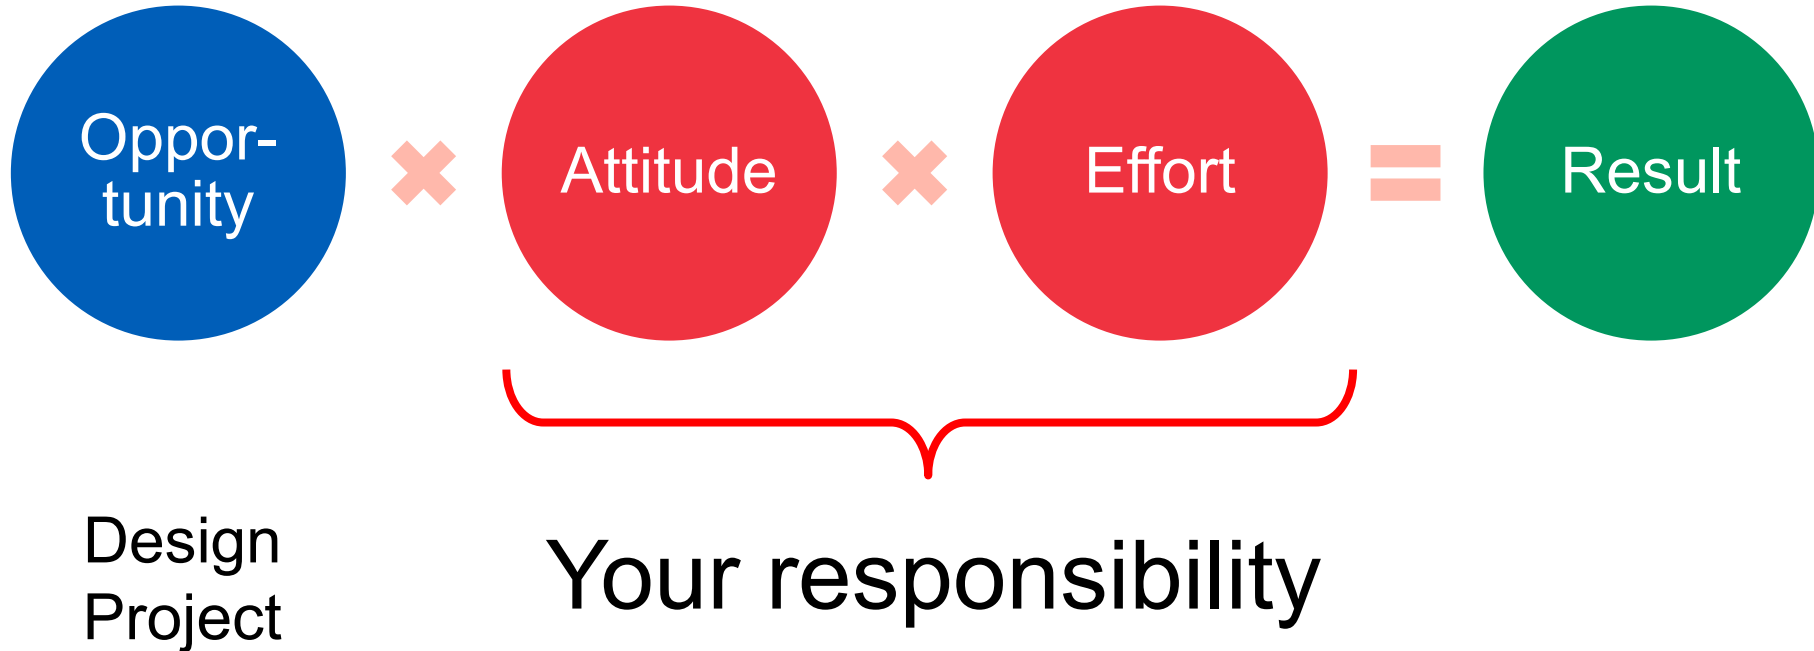 Oppor-
tunity
Attitude
Effort
Result
Design
Project
Your responsibility